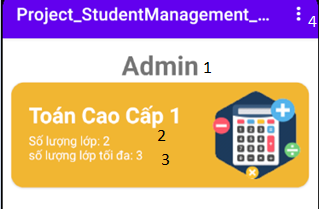 Project_StudentManagement_...
4
Admin 1
Toán Cao Cấp 1
Số lượng lớp: 2
2
số lượng lớp tối đa: 3
3